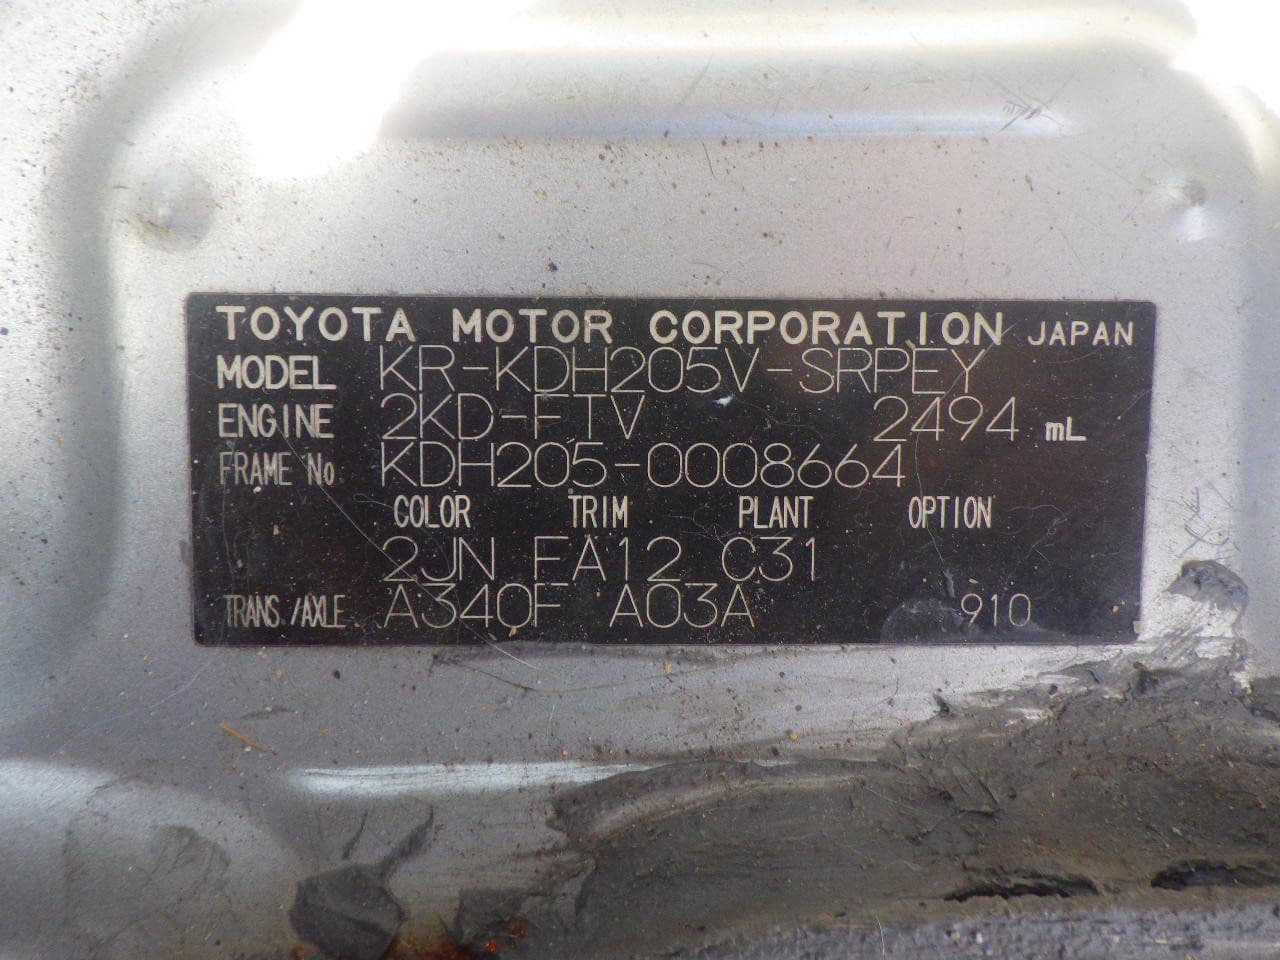 TOYOTA MOTOR CORPORATION JAPAN
MODEL KR-KDH205V-SRPEY
ENGINE 2KD-FTV 2494 mL
FRAME No KDH205-0008664
COLOR TRIM PLANT OPTION
2JN FA12 C31
TRANS/AXLE A340F A03A 910